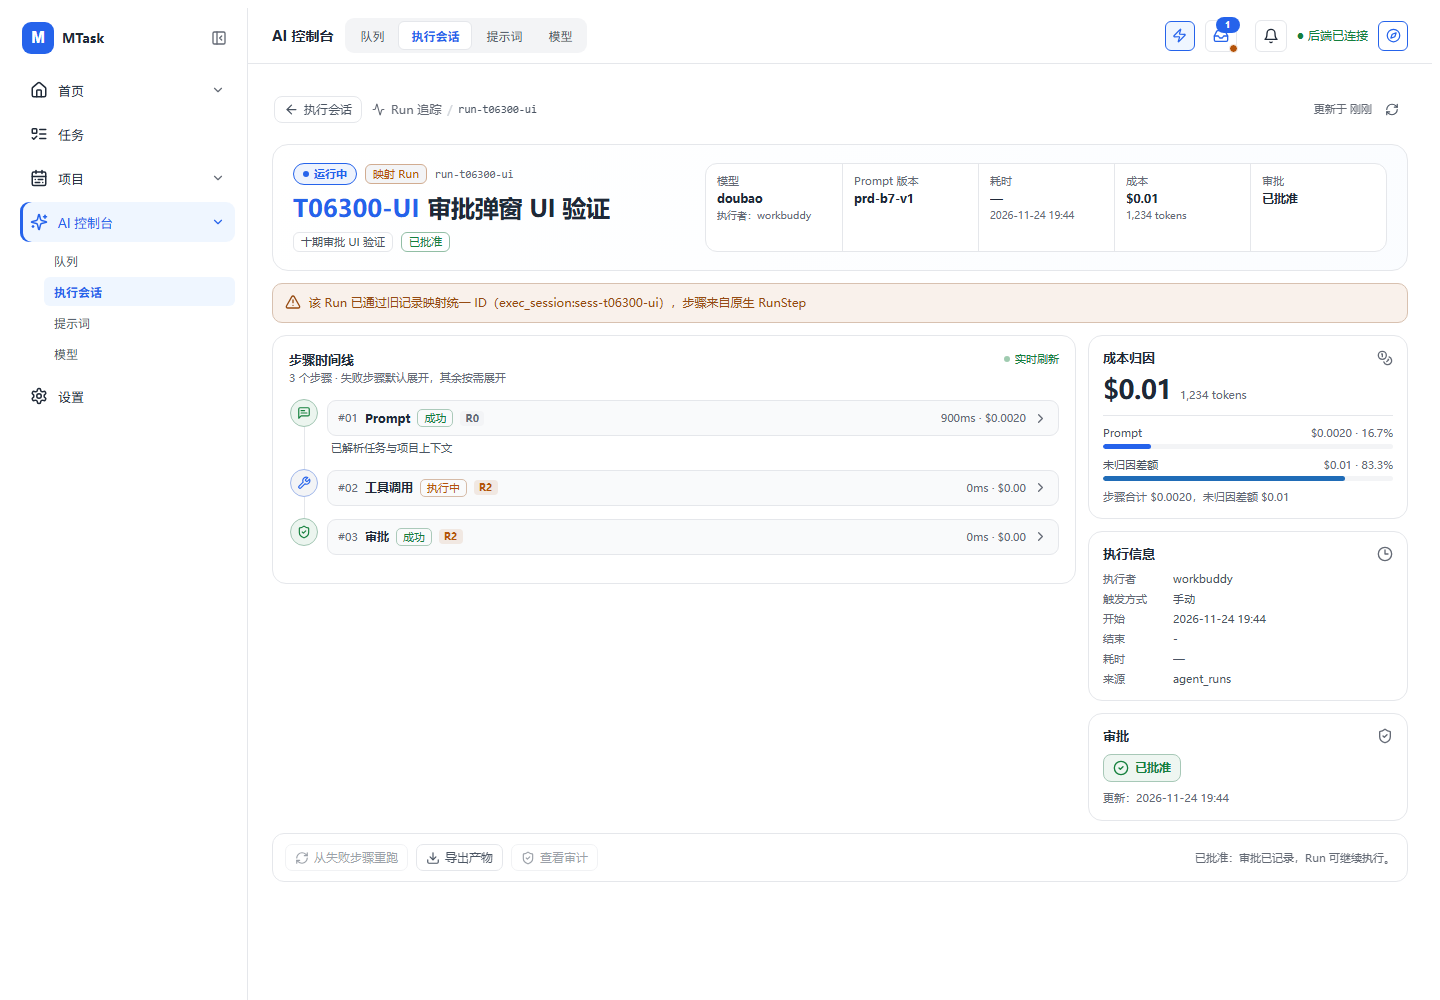 M MTask
首页
任务
项目
AI 控制台
队列
执行会话
提示词
模型
设置
AI 控制台 队列 执行会话 提示词 模型
1
后端已连接
执行会话 Run 追踪 / run-t06300-ui
更新于 刚刚
运行中 映射 Run run-t06300-ui
T06300-UI 审批弹窗 UI 验证
十期审批 UI 验证 已批准
模型
doubao
执行者：workbuddy
Prompt 版本
prd-b7-v1
耗时
—
2026-11-24 19:44
成本
$0.01
1,234 tokens
审批
已批准
该 Run 已通过旧记录映射统一 ID（exec_session:sess-t06300-ui），步骤来自原生 RunStep
步骤时间线
3 个步骤 · 失败步骤默认展开，其余按需展开
实时刷新
#01 Prompt 成功 R0 900ms · $0.0020
已解析任务与项目上下文
#02 工具调用 执行中 R2 0ms · $0.00
#03 审批 成功 R2 0ms · $0.00
成本归因
$0.01 1,234 tokens
Prompt $0.0020 · 16.7%
未归因差额 $0.01 · 83.3%
步骤合计 $0.0020，未归因差额 $0.01
执行信息
执行者 workbuddy
触发方式 手动
开始 2026-11-24 19:44
结束 -
耗时 —
来源 agent_runs
审批
已批准
更新：2026-11-24 19:44
从失败步骤重跑 导出产物 查看审计
已批准：审批已记录，Run 可继续执行。